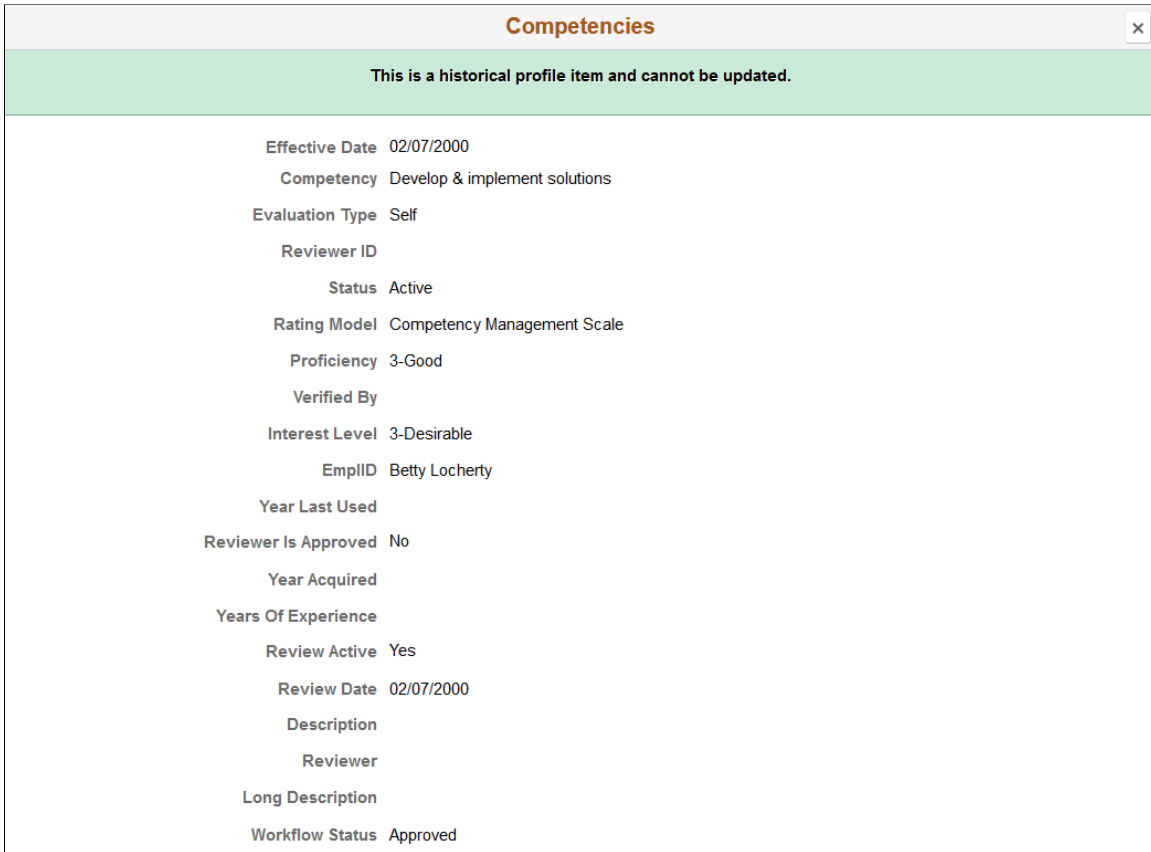 Competencies
×
This is a historical profile item and cannot be updated.
Effective Date 02/07/2000
Competency Develop & implement solutions
Evaluation Type Self
Reviewer ID
Status Active
Rating Model Competency Management Scale
Proficiency 3-Good
Verified By
Interest Level 3-Desirable
EmplID Betty Locherty
Year Last Used
Reviewer Is Approved No
Year Acquired
Years Of Experience
Review Active Yes
Review Date 02/07/2000
Description
Reviewer
Long Description
Workflow Status Approved